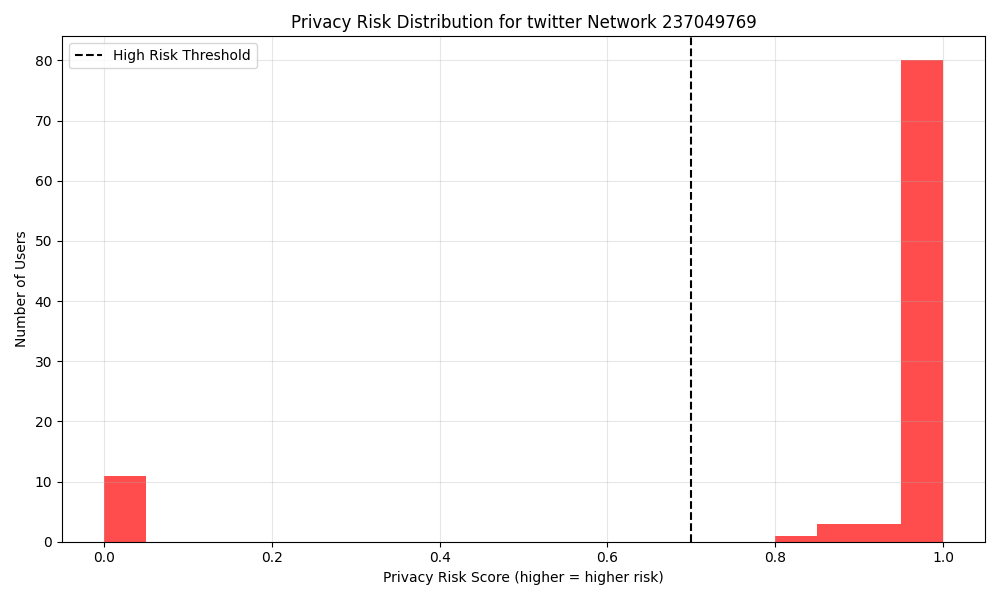 Privacy Risk Distribution for twitter Network 237049769
High Risk Threshold
80
70
60
50
40
30
20
10
0
Number of Users
0.0 0.2 0.4 0.6 0.8 1.0
Privacy Risk Score (higher = higher risk)